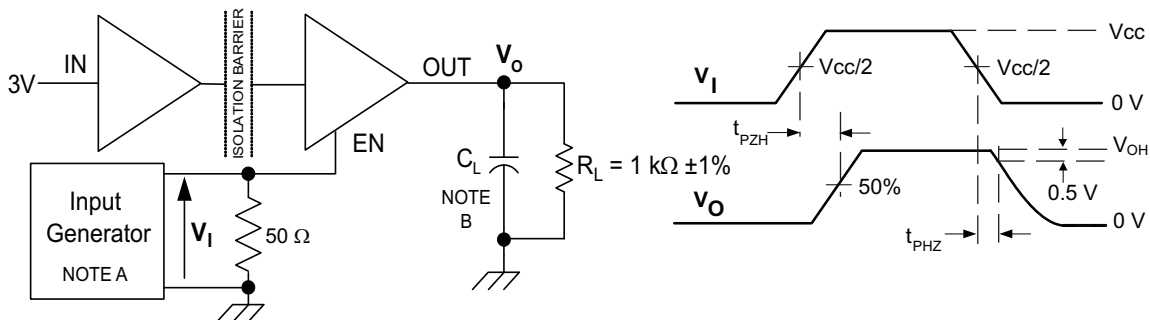 3V
IN
ISOLATION BARRIER
OUT
Vo
EN
Input
Generator
NOTE A
VI
50 Ω
CL
NOTE
B
RL = 1 kΩ ±1%
VI
Vcc/2
Vcc/2
Vcc
0 V
tPZH
VO
50%
VOH
0.5 V
0 V
tPHZ